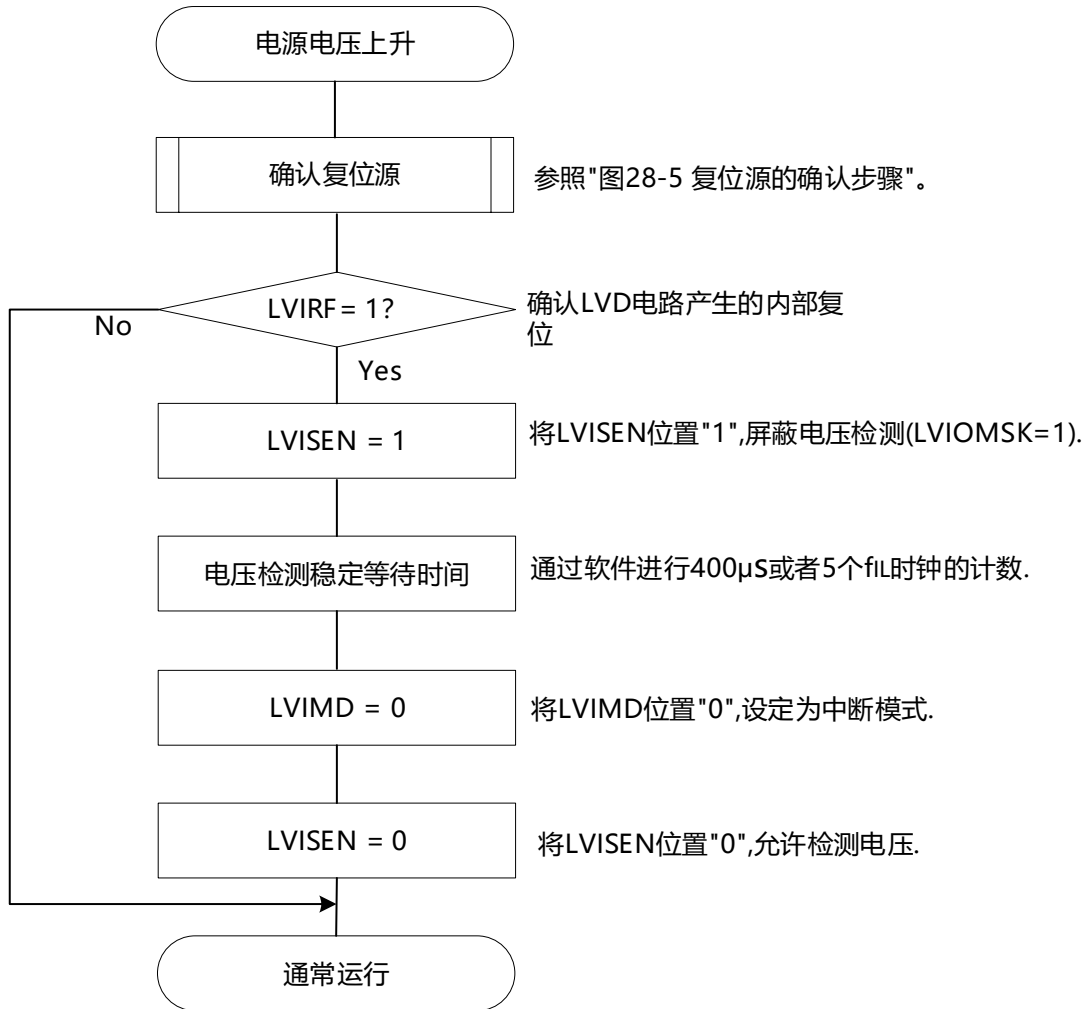 电源电压上升
确认复位源
参照"图28-5 复位源的确认步骤"。
LVIRF= 1?
确认LVD电路产生的内部复
位
No
Yes
LVISEN = 1
将LVISEN位置"1",屏蔽电压检测(LVIOMSK=1).
电压检测稳定等待时间
通过软件进行400μs或者5个fIL时钟的计数.
LVIMD = 0
将LVIMD位置"0",设定为中断模式.
LVISEN = 0
将LVISEN位置"0",允许检测电压.
通常运行